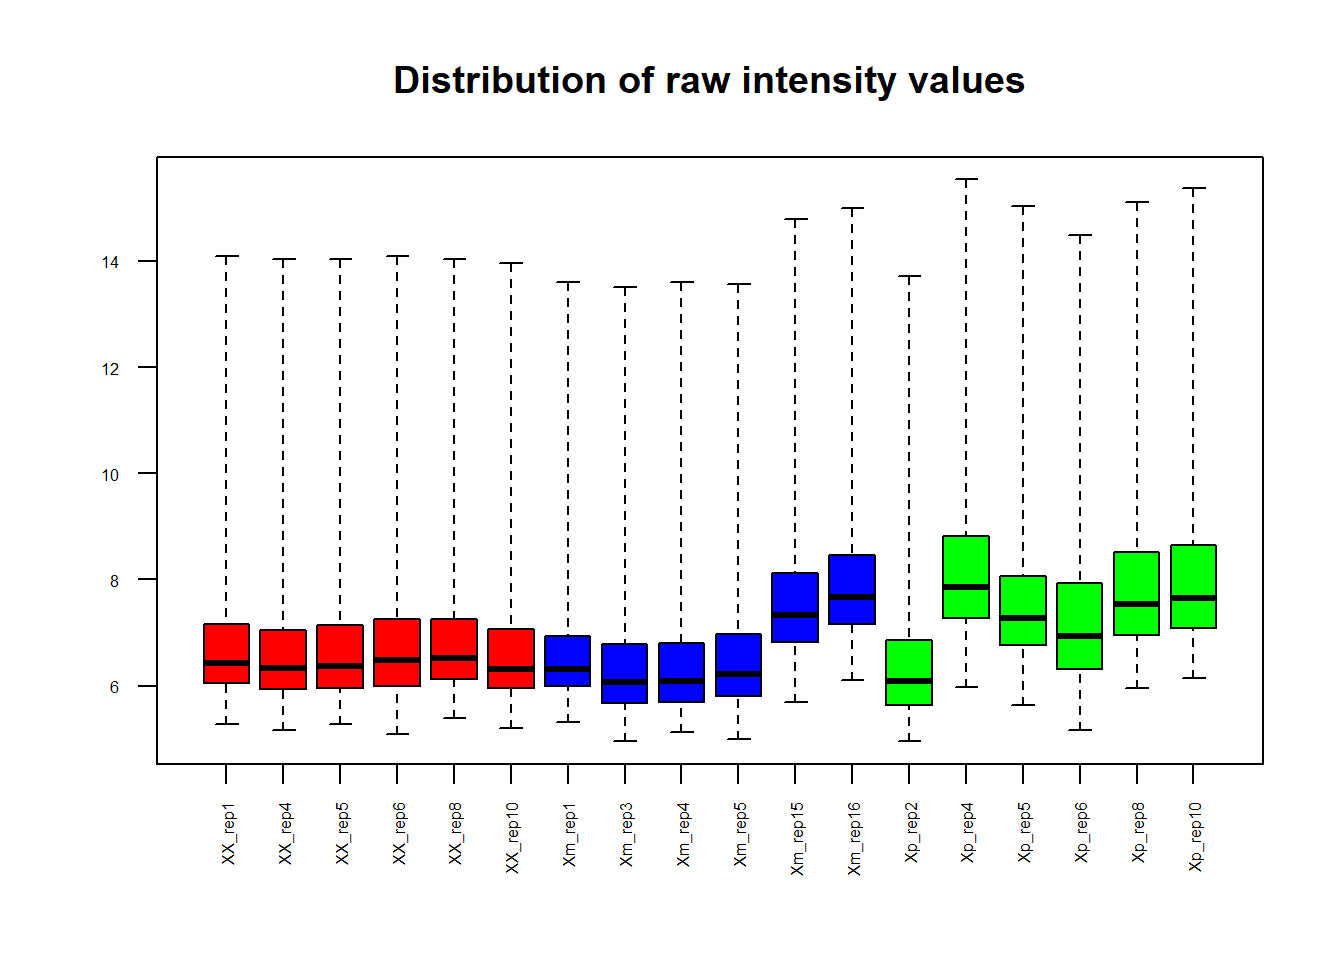 Distribution of raw intensity values
14
12
10
8
6
XX_rep1
XX_rep4
XX_rep5
XX_rep6
XX_rep8
XX_rep10
Xm_rep1
Xm_rep3
Xm_rep4
Xm_rep5
Xm_rep15
Xm_rep16
Xp_rep2
Xp_rep4
Xp_rep5
Xp_rep6
Xp_rep8
Xp_rep10